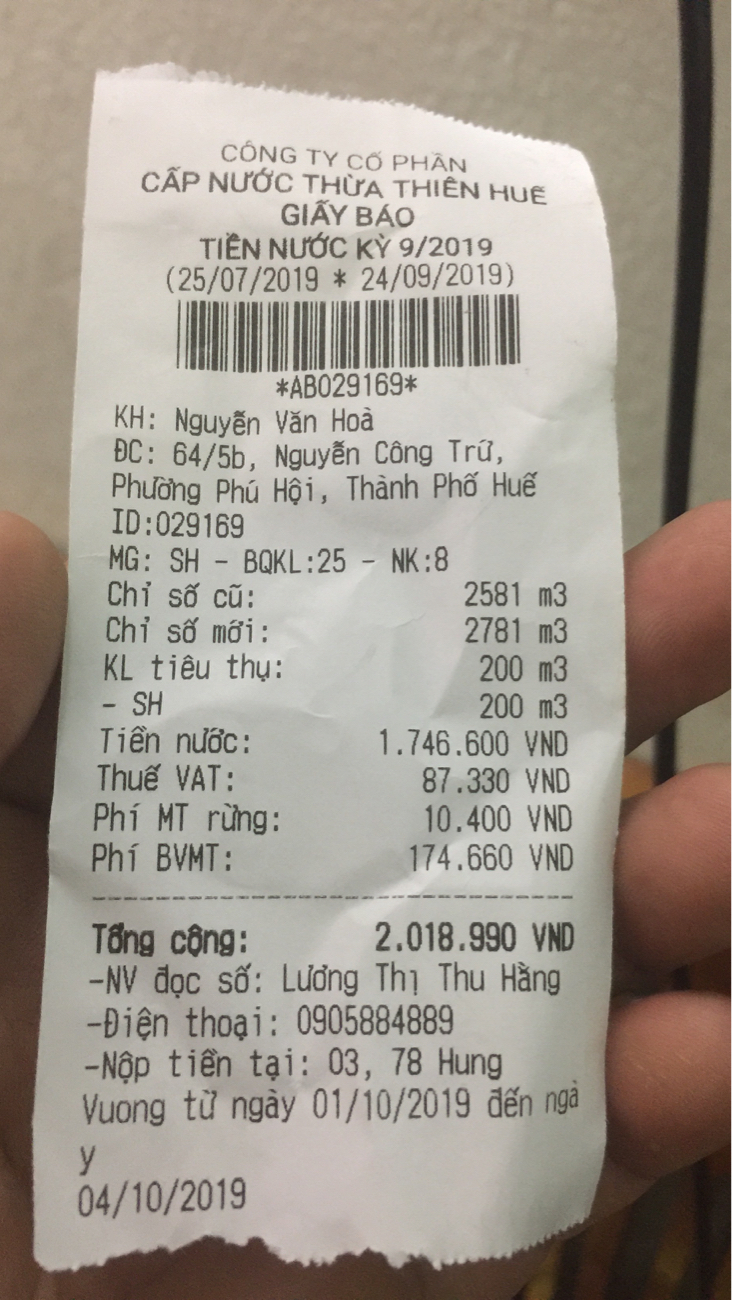 CÔNG TY CỔ PHẦN
CẤP NƯỚC THỪA THIÊN HUẾ
GIẤY BÁO
TIỀN NƯỚC KỲ 9/2019
(25/07/2019 * 24/09/2019)
*AB029169*
KH: Nguyễn Văn Hoà
ĐC: 64/5b, Nguyễn Công Trứ,
Phường Phú Hội, Thành Phố Huế
ID:029169
MG: SH - BQKL:25 - NK:8
Chỉ số cũ: 2581 m3
Chỉ số mới: 2781 m3
KL tiêu thụ: 200 m3
- SH 200 m3
Tiền nước: 1.746.600 VND
Thuế VAT: 87.330 VND
Phí MT rừng: 10.400 VND
Phí BVMT: 174.660 VND
Tổng cộng: 2.018.990 VND
-NV đọc số: Lương Thị Thu Hằng
-Điện thoại: 0905884889
-Nộp tiền tại: 03, 78 Hung
Vuong từ ngày 01/10/2019 đến ngà
y
04/10/2019